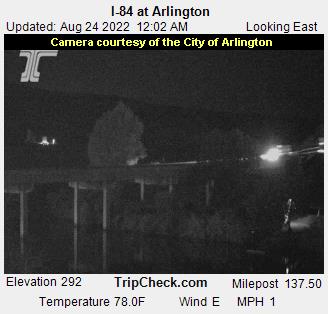 I-84 at Arlington
Updated: Aug 24 2022 12:02 AM Looking East
Camera courtesy of the City of Arlington
Elevation 292 TripCheck.com Milepost 137.50
Temperature 78.0F Wind E MPH 1